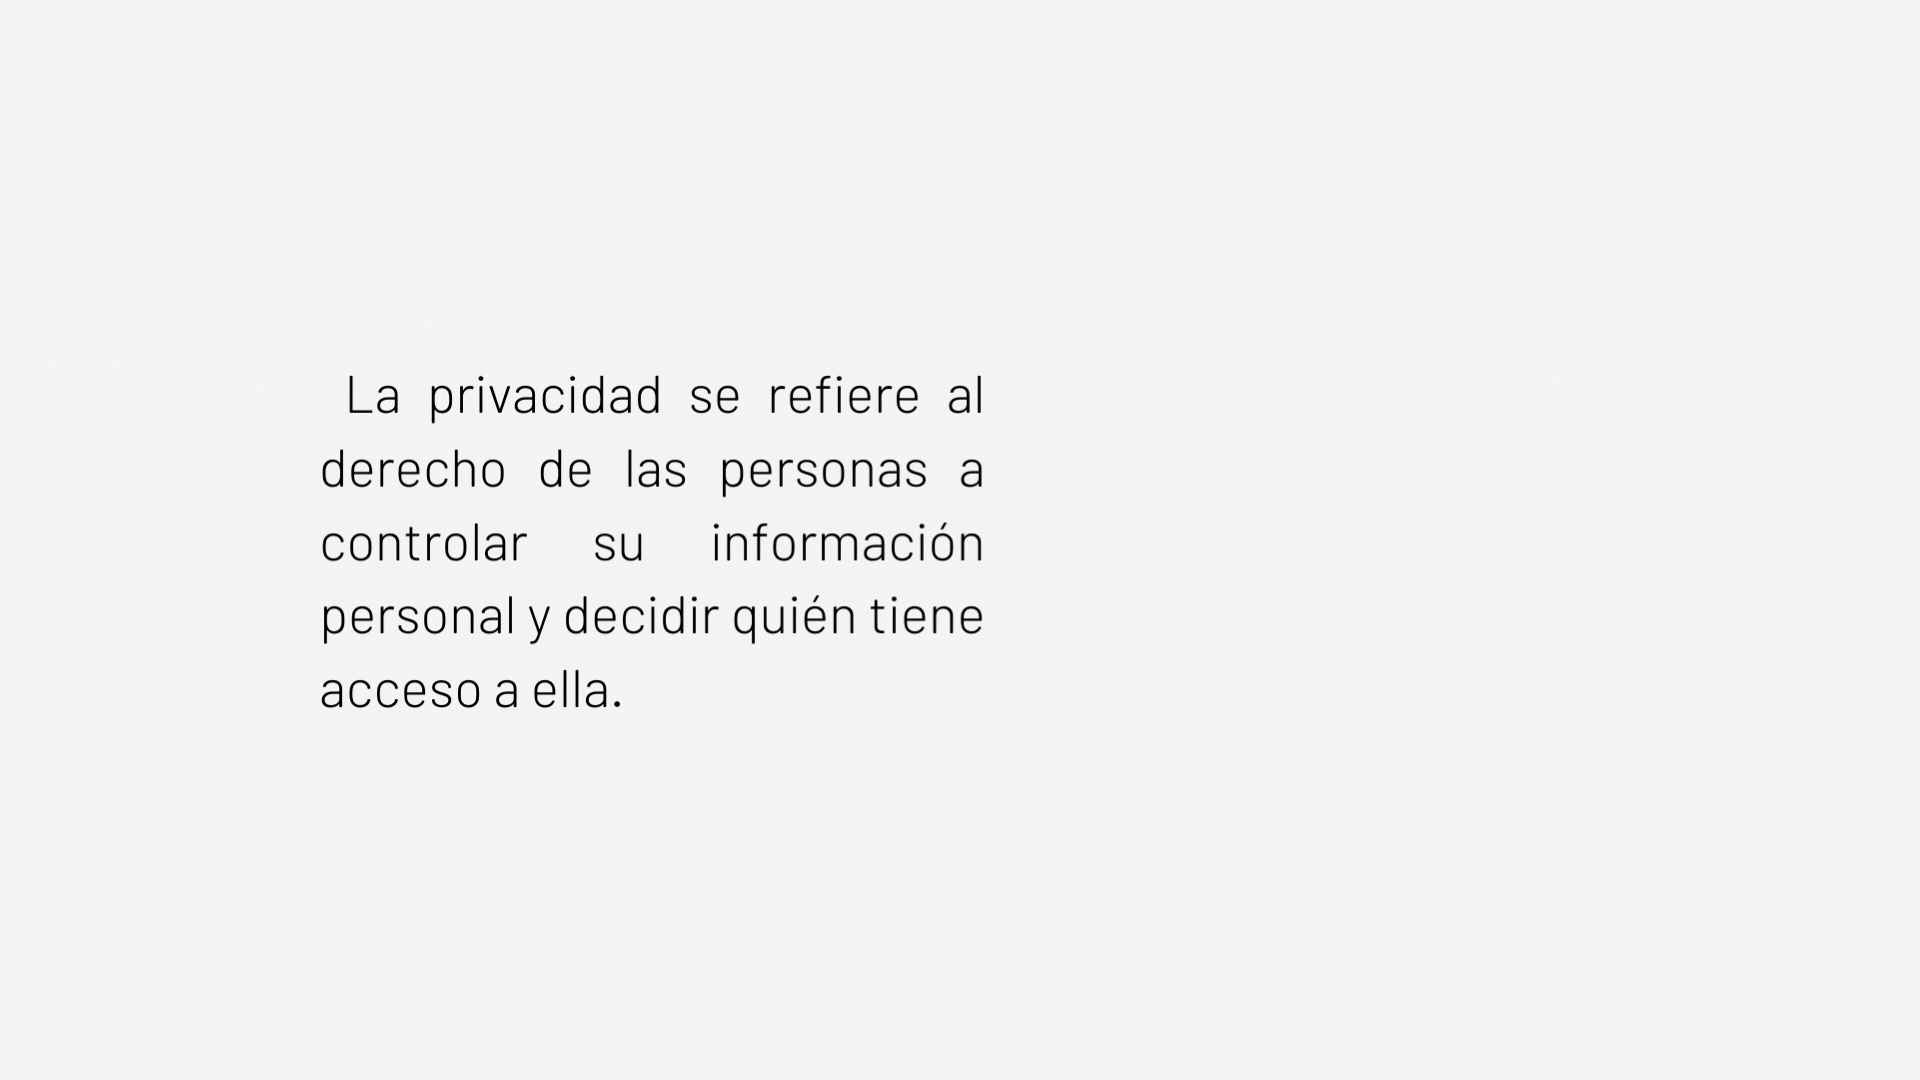 La privacidad se refiere al
derecho de las personas a
controlar su información
personal y decidir quién tiene
acceso a ella.